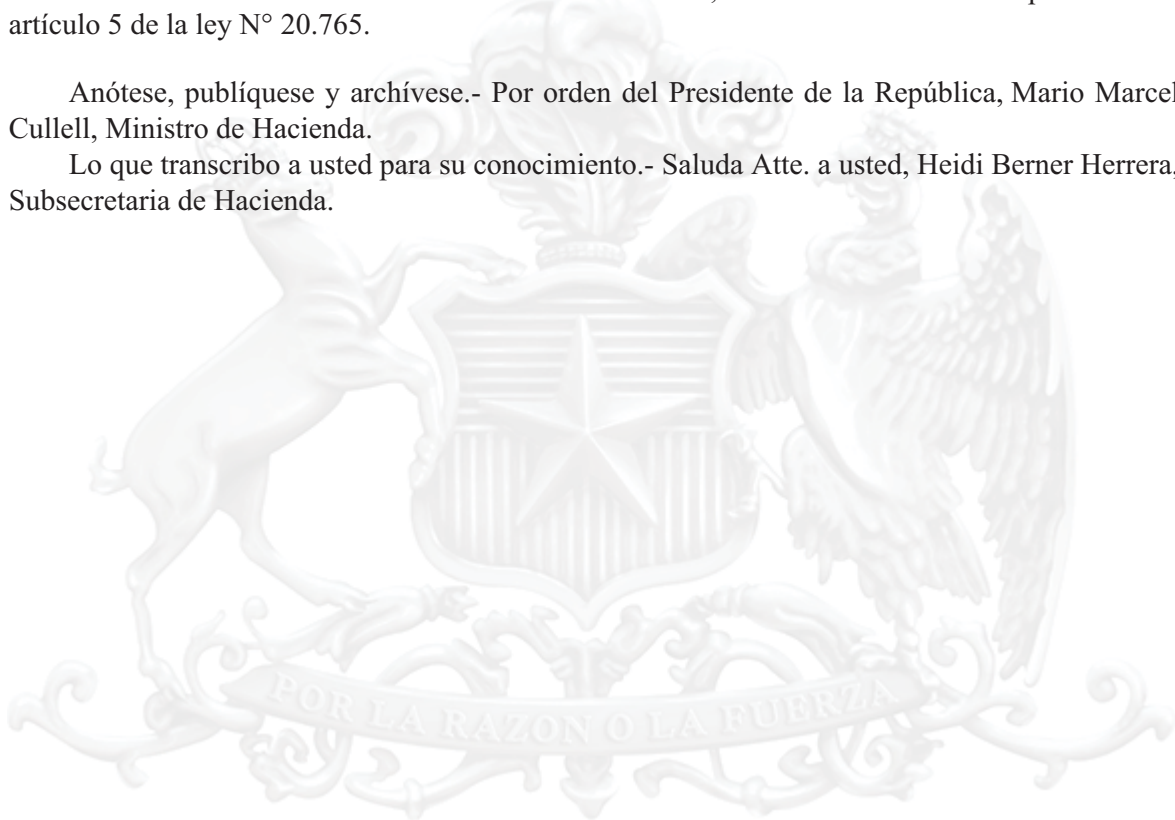 artículo 5 de la ley N° 20.765.
Anótese, publíquese y archívese.- Por orden del Presidente de la República, Mario Marcel
Cullell, Ministro de Hacienda.
Lo que transcribo a usted para su conocimiento.- Saluda Atte. a usted, Heidi Berner Herrera,
Subsecretaria de Hacienda.
POR LA RAZON O LA FUERZA